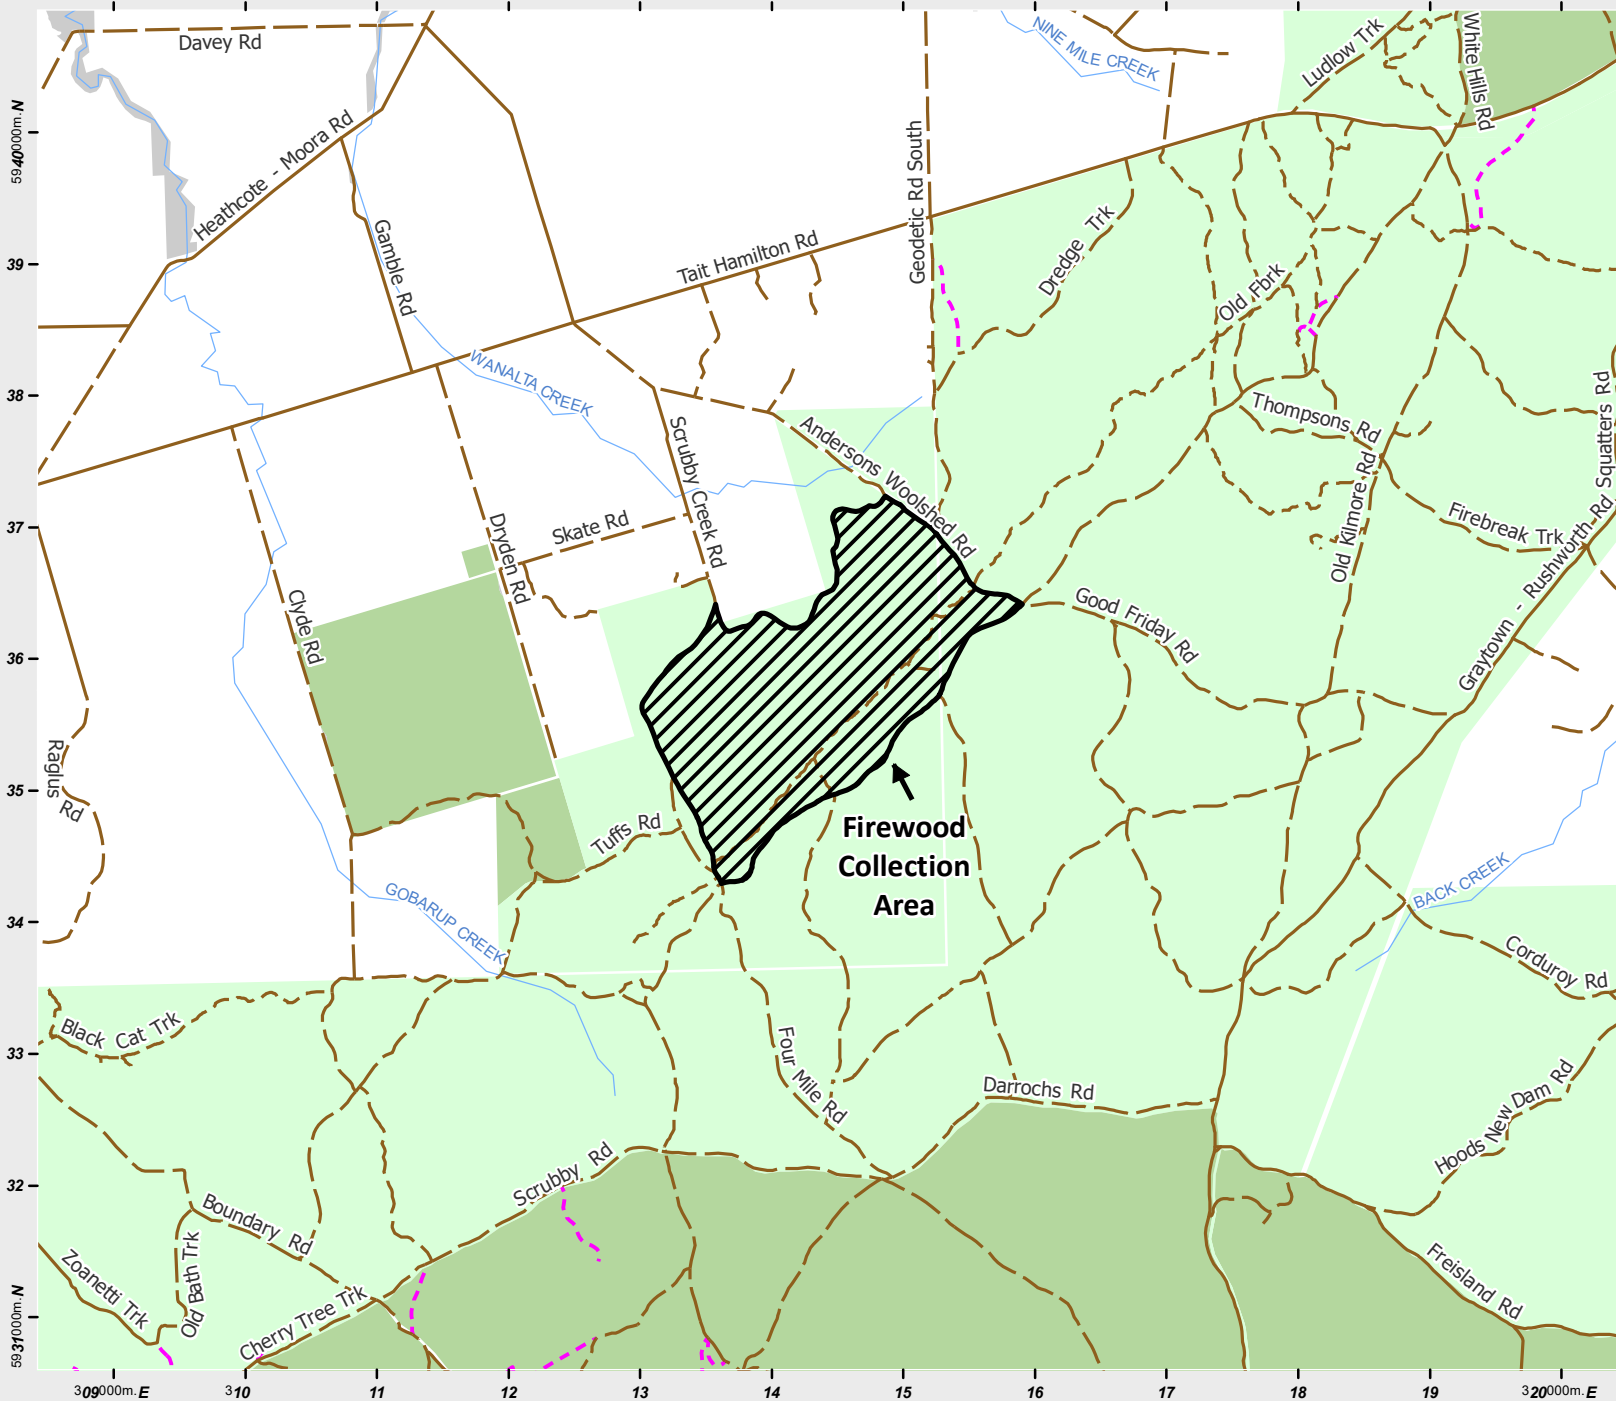 Davey Rd
NINE MILE CREEK
Ludlow Trk
White Hills Rd
5940000m.N
Heathcote - Moora Rd
Geodetic Rd South
Gamble Rd
Tait Hamilton Rd
Dredge Trk
Old Fbrk
39
38
WANALTA CREEK
Scrubby Creek Rd
Andersons Woolshed Rd
Thompsons Rd
Squatters Rd
Old Kilmore Rd
Firebreak Trk
37
Dryden Rd
Skate Rd
Clyde Rd
Good Friday Rd
Graytown - Rushworth Rd
36
Raglus Rd
35
Tuffs Rd
Firewood
Collection
Area
GOBARUP CREEK
BACK CREEK
34
Corduroy Rd
Black Cat Trk
33
Four Mile Rd
Darrochs Rd
Hoods New Dam Rd
32
Scrubby Rd
Boundary Rd
Old Bath Trk
Zoanetti Trk
Cherry Tree Trk
Freisland Rd
5931000m.N
309000m.E
310
11
12
13
14
15
16
17
18
19
320000m.E